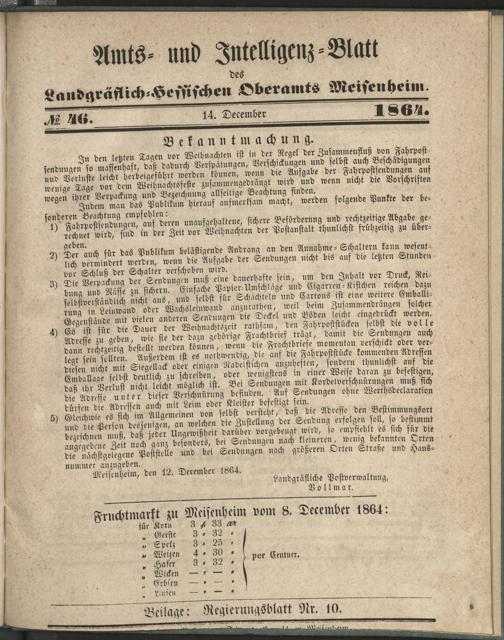 Amts- und Intelligenz-Blatt
des
Landgräflich-Hessischen Oberamts Meisenheim.
№ 46.
14. December
1864.
Bekanntmachung.
In den letzten Tagen vor Weihnachten ist in der Regel der Zusammenfluß von Fahrpost-
sendungen so massenhaft, daß dadurch Verspätungen, Verschickungen und selbst auch Beschädigungen
und Verluste leicht herbeigeführt werden können, wenn die Aufgabe der Fahrpostsendungen auf
wenige Tage vor dem Weihnachtsfeste zusammengedrängt wird und wenn nicht die Vorschriften
wegen ihrer Verpackung und Bezeichnung allseitige Beachtung finden.
Indem man das Publikum hierauf aufmerksam macht, werden folgende Punkte der be-
sonderen Beachtung empfohlen:
1) Fahrpostsendungen, auf deren unaufgehaltene, sichere Beförderung und rechtzeitige Abgabe ge-
rechnet wird, sind in der Zeit vor Weihnachten der Postanstalt thunlichst frühzeitig zu über-
geben.
2) Der auch für das Publikum belästigende Andrang an den Annahme-Schaltern kann wesent-
lich vermindert werden, wenn die Aufgabe der Sendungen nicht bis auf die letzten Stunden
vor Schluß der Schalter verschoben wird.
3) Die Verpackung der Sendungen muß eine dauerhafte sein, um den Inhalt vor Druck, Rei-
bung und Nässe zu sichern. Einfache Papier-Umschläge und Cigarren-Kistchen reichen dazu
selbstverständlich nicht aus, und selbst für Schachteln und Cartons ist eine weitere Emballi-
rung in Leinwand oder Wachsleinwand anzurathen, weil beim Zusammendrängen solcher
Gegenstände mit vielen anderen Sendungen die Deckel und Böden leicht eingedrückt werden.
4) Es ist für die Dauer der Weihnachtszeit rathsam, den Fahrpoststücken selbst die volle
Adresse zu geben, wie sie der dazu gehörige Frachtbrief trägt, damit die Sendungen auch
dann rechtzeitig bestellt werden können, wenn die Frachtbriefe momentan verschickt oder ver-
legt sein sollten. Außerdem ist es nothwendig, die auf die Fahrpoststücke kommenden Adressen
nicht mit Siegellack oder einigen Nadelstichen anzuheften, sondern thunlichst auf die
Emballage selbst deutlich zu schreiben, oder wenigstens in einer Weise daran zu befestigen,
daß ihr Verlust nicht leicht möglich ist. Bei Sendungen mit Kordelverschnürungen muß sich
die Adresse unter dieser Verschnürung befinden. Auf Sendungen ohne Werthsdeclaration
dürfen die Adressen auch mit Leim oder Kleister befestigt sein.
5) Gleichwie es sich im Allgemeinen von selbst versteht, daß die Adresse den Bestimmungsort
und die Person desjenigen, an welchen die Zustellung der Sendung erfolgen soll, so bestimmt
bezeichnen muß, daß jeder Ungewißheit darüber vorgebeugt wird, so empfiehlt es sich für die
angegebene Zeit noch ganz besonders, bei Sendungen nach kleineren, wenig bekannten Orten
die nächstgelegene Poststelle und bei Sendungen nach größeren Orten Straße und Haus-
nummer anzugeben.
Meisenheim, den 12. December 1864.
Landgräfliche Postverwaltung,
Vollmar.
Fruchtmarkt zu Meisenheim vom 8. December 1864:
für Korn 3 33
„ Gerste 3 „ 32 „
„ Spelz 3 „ 25 „
„ Weizen 4 „ 30 „
„ Hafer 3 „ 32 „
„ Wicken — „ — „
„ Erbsen — „ — „
„ Linsen — „ — „
per Centner.
Beilage: Regierungsblatt Nr. 10.